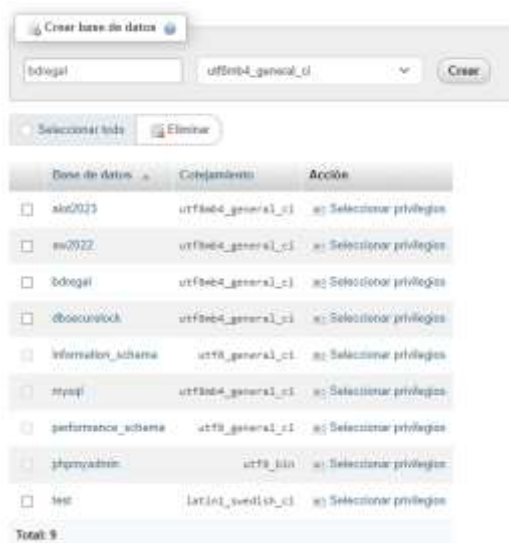 Crear base de datos
bdregal utf8mb4_general_ci Crear
Seleccionar todo Eliminar
Base de datos Cotejamiento Acción
utf8mb4_general_ci Seleccionar privilegios
utf8mb4_general_ci Seleccionar privilegios
bdregal utf8mb4_general_ci Seleccionar privilegios
dbsecurelock utf8mb4_general_ci Seleccionar privilegios
information_schema utf8_general_ci Seleccionar privilegios
mysql utf8mb4_general_ci Seleccionar privilegios
performance_schema utf8_general_ci Seleccionar privilegios
phpmyadmin utf8_bin Seleccionar privilegios
test latin1_swedish_ci Seleccionar privilegios
Total: 9